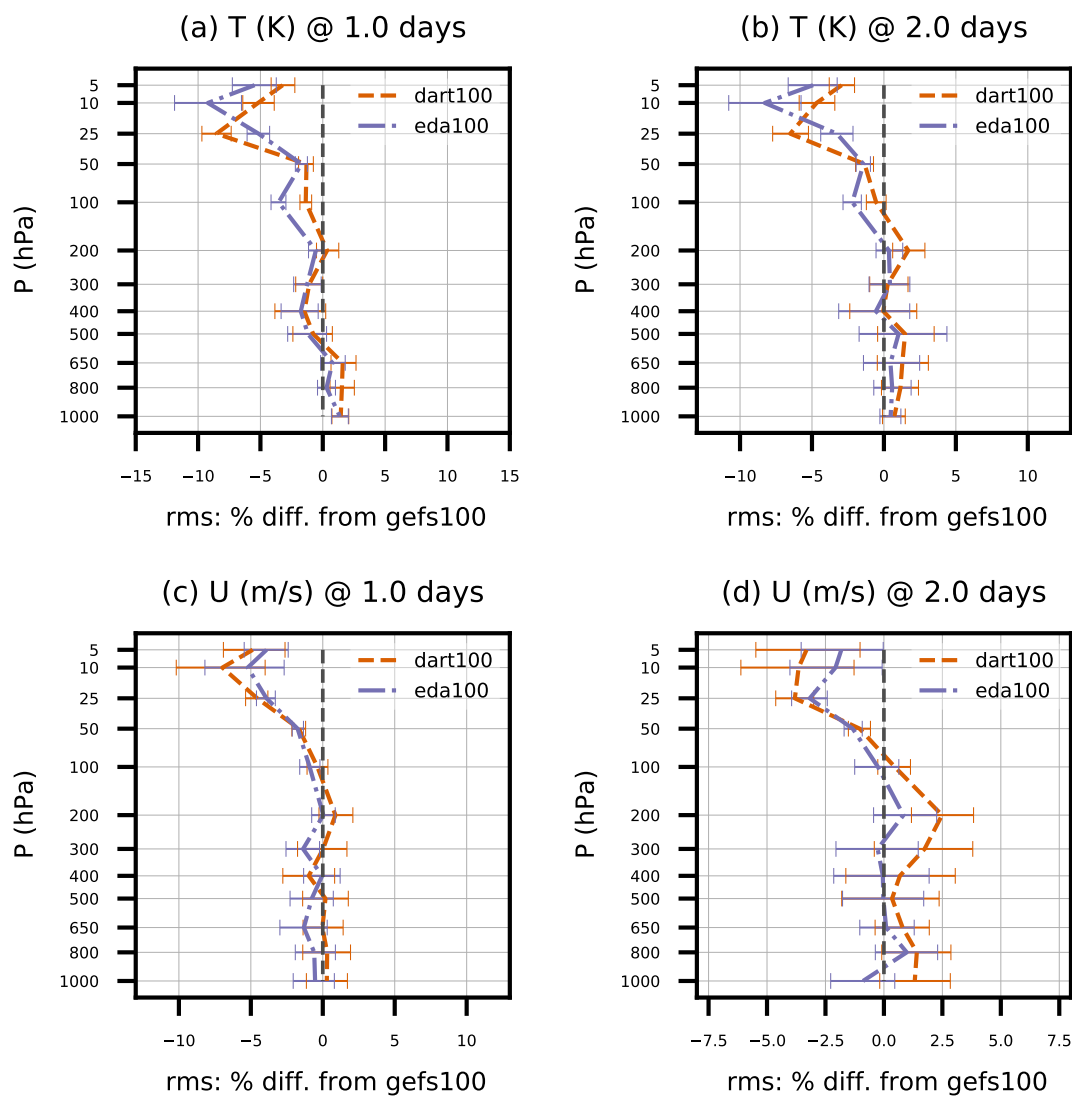 (a) T (K) @ 1.0 days
P (hPa)
5
10
25
50
100
200
300
400
500
650
800
1000
dart100
eda100
−15 −10 −5 0 5 10 15
rms: % diff. from gefs100
(b) T (K) @ 2.0 days
P (hPa)
5
10
25
50
100
200
300
400
500
650
800
1000
dart100
eda100
−10 −5 0 5 10
rms: % diff. from gefs100
(c) U (m/s) @ 1.0 days
P (hPa)
5
10
25
50
100
200
300
400
500
650
800
1000
dart100
eda100
−10 −5 0 5 10
rms: % diff. from gefs100
(d) U (m/s) @ 2.0 days
P (hPa)
5
10
25
50
100
200
300
400
500
650
800
1000
dart100
eda100
−7.5 −5.0 −2.5 0.0 2.5 5.0 7.5
rms: % diff. from gefs100